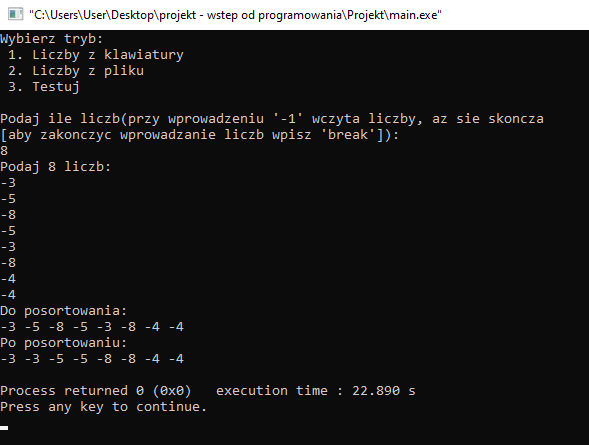 "C:\Users\User\Desktop\projekt - wstep od programowania\Projekt\main.exe"
Wybierz tryb:
1. Liczby z klawiatury
2. Liczby z pliku
3. Testuj
Podaj ile liczb(przy wprowadzeniu '-1' wczyta liczby, az sie skoncza
[aby zakonczyc wprowadzanie liczb wpisz 'break']):
8
Podaj 8 liczb:
-3
-5
-8
-5
-3
-8
-4
-4
Do posortowania:
-3 -5 -8 -5 -3 -8 -4 -4
Po posortowaniu:
-3 -3 -5 -5 -8 -8 -4 -4
Process returned 0 (0x0)   execution time : 22.890 s
Press any key to continue.